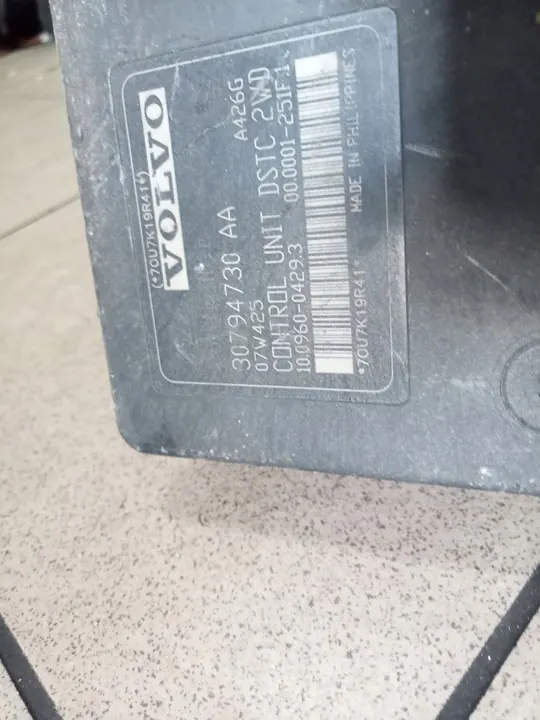 (*70U7K19R41*)
VOLVO
30794730 AA
07W425 A426G
CONTROL UNIT DSTC 2WD
10.0960-0429.3 00.0001-251F.1
*70U7K19R41* MADE IN PHILIPPINES